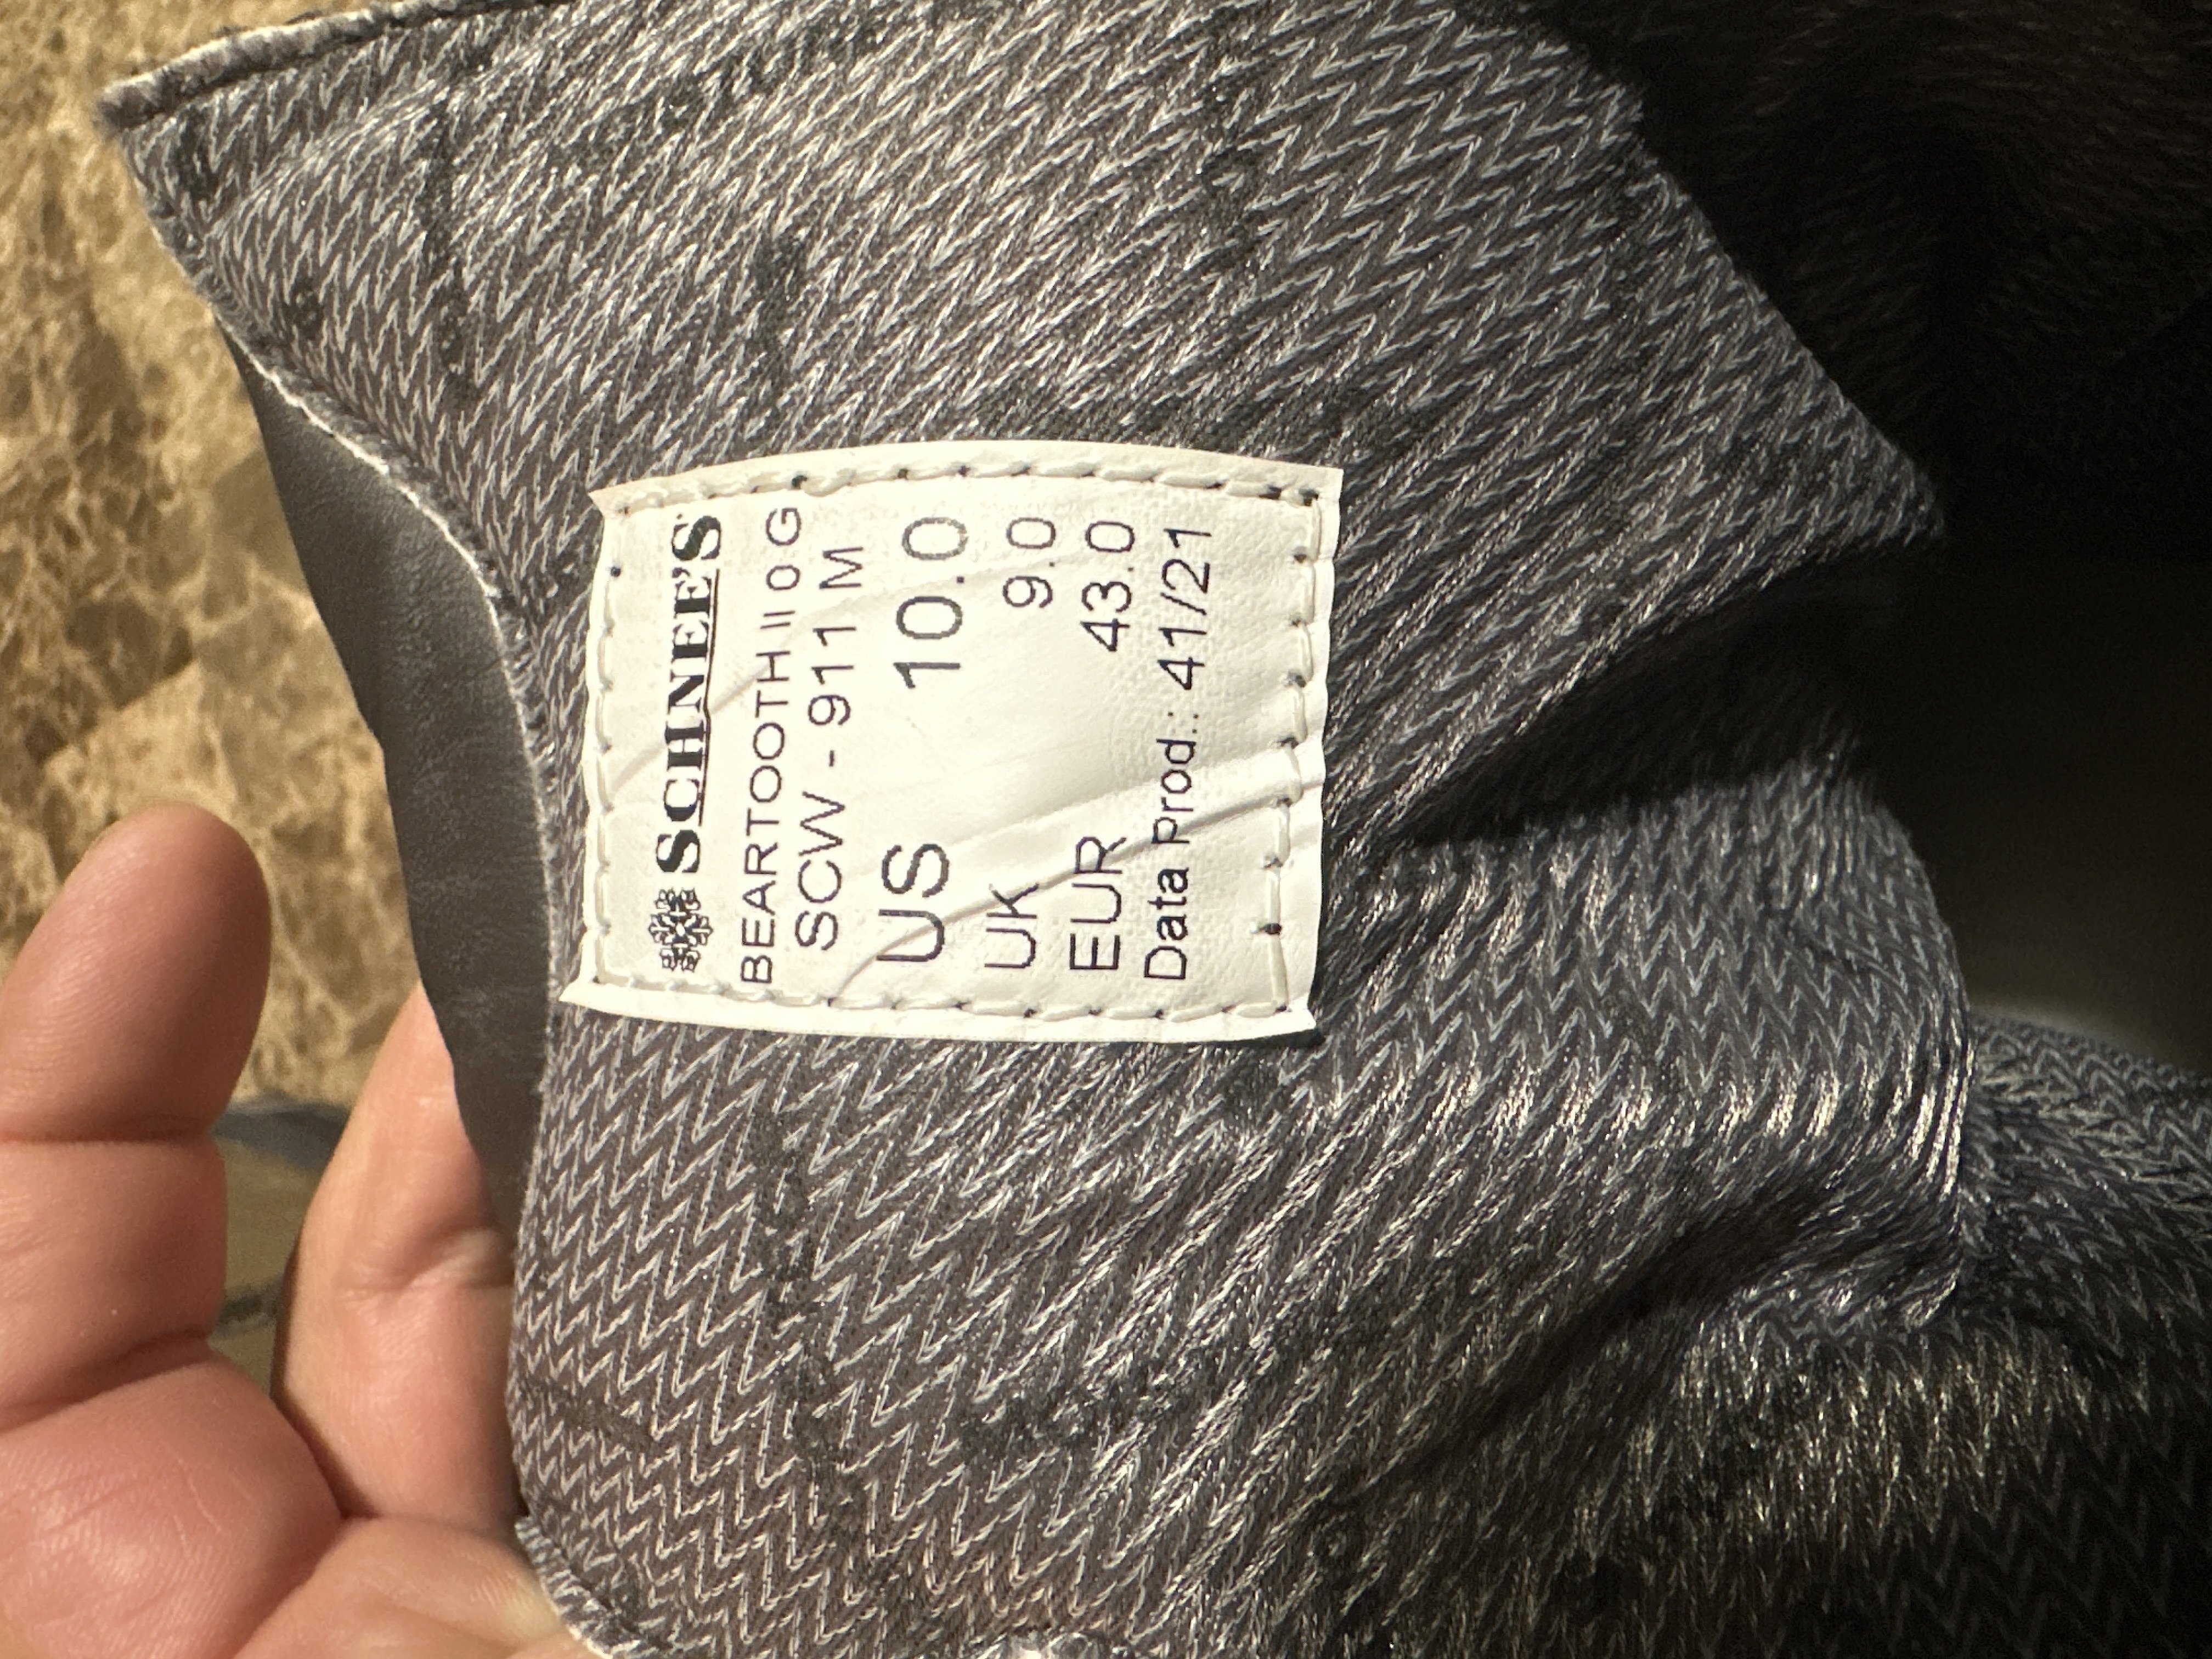 SCHNEE'S
BEARTOOTH II 0 G
SCW - 911 M
US 10.0
UK 9.0
EUR 43.0
Data Prod.: 41/21